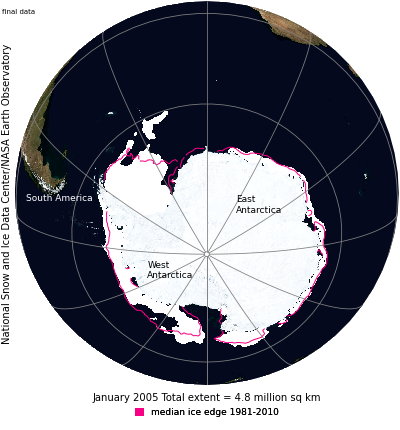 final data
National Snow and Ice Data Center/NASA Earth Observatory
South America
East
Antarctica
West
Antarctica
January 2005 Total extent = 4.8 million sq km
median ice edge 1981-2010